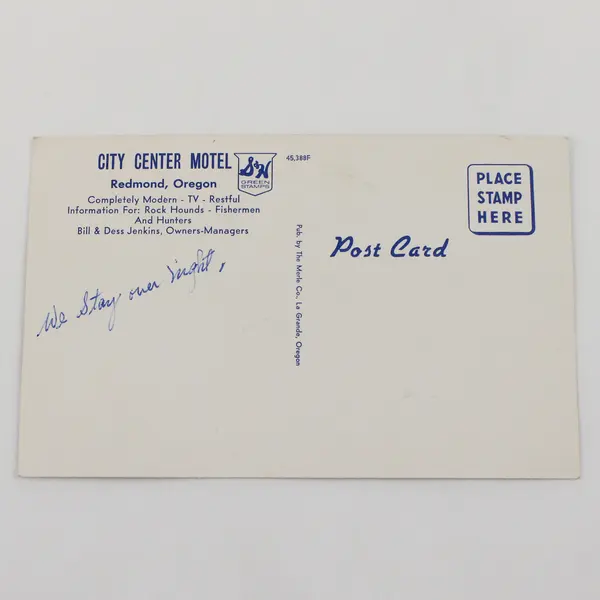 CITY CENTER MOTEL
Redmond, Oregon
Completely Modern - TV - Restful
Information For: Rock Hounds - Fishermen
And Hunters
Bill & Dess Jenkins, Owners-Managers
S&H
GREEN
STAMPS
45,388F
We Stay over night,
Pub. by The Merle Co., La Grande, Oregon
Post Card
PLACE
STAMP
HERE